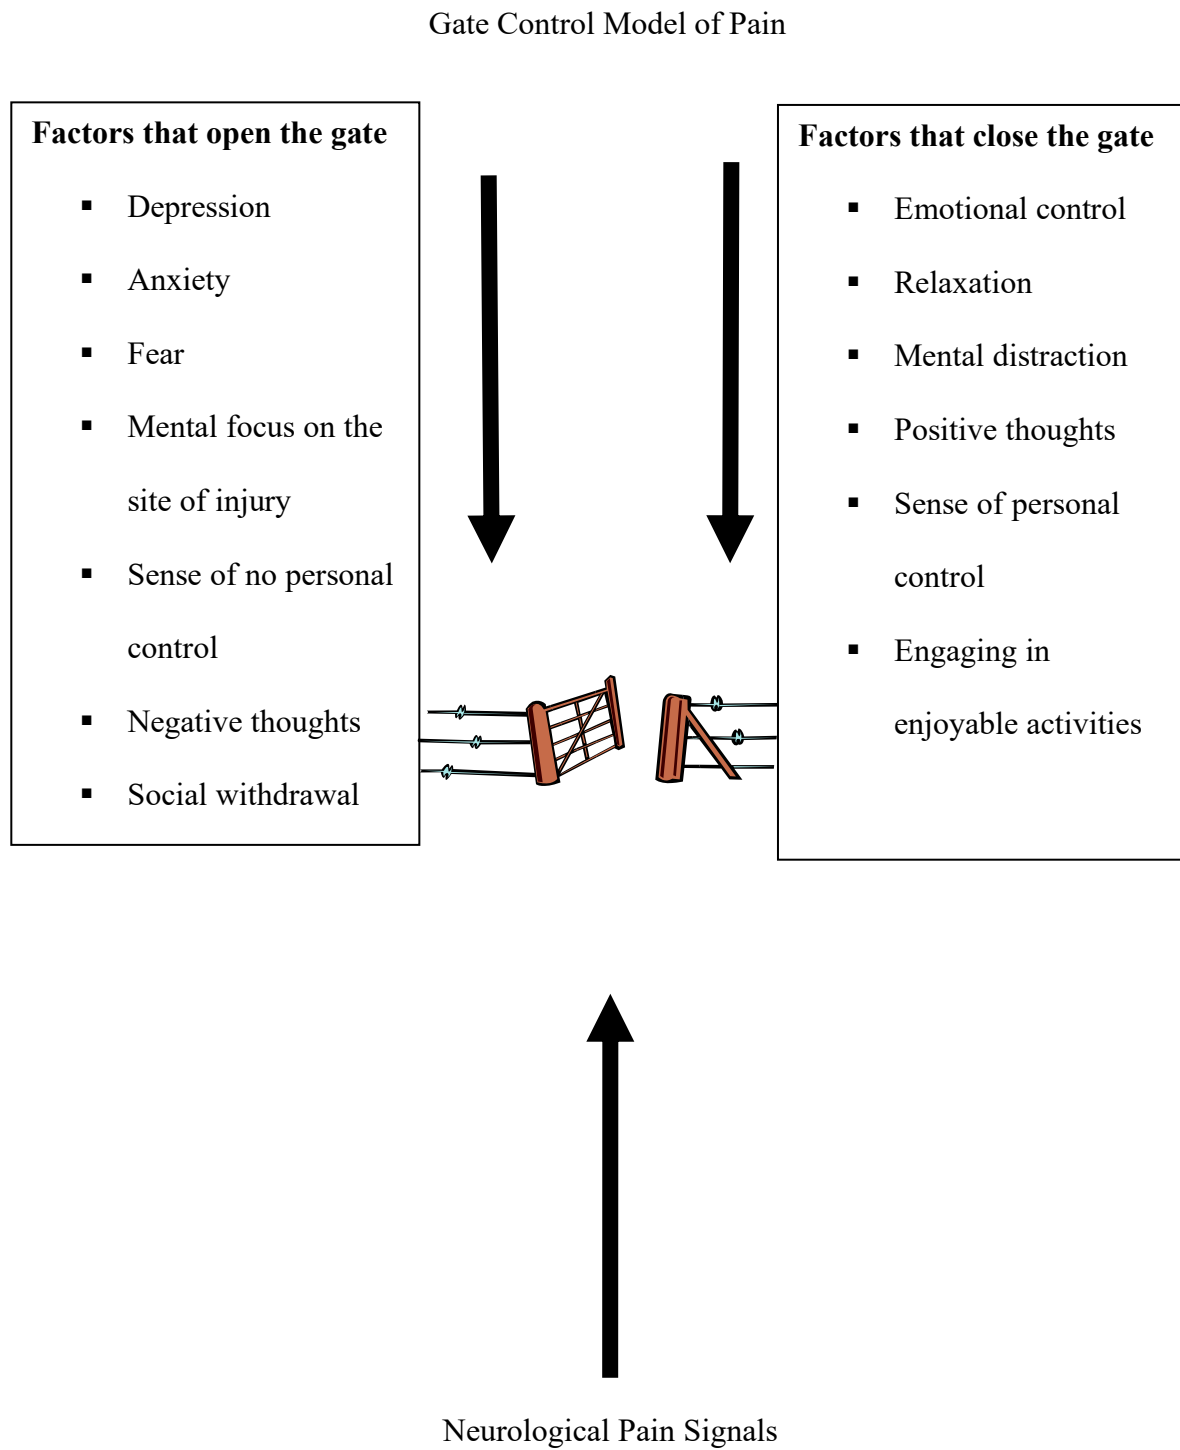 Gate Control Model of Pain
Factors that open the gate
▪ Depression
▪ Anxiety
▪ Fear
▪ Mental focus on the
site of injury
▪ Sense of no personal
control
▪ Negative thoughts
▪ Social withdrawal
Factors that close the gate
▪ Emotional control
▪ Relaxation
▪ Mental distraction
▪ Positive thoughts
▪ Sense of personal
control
▪ Engaging in
enjoyable activities
Neurological Pain Signals